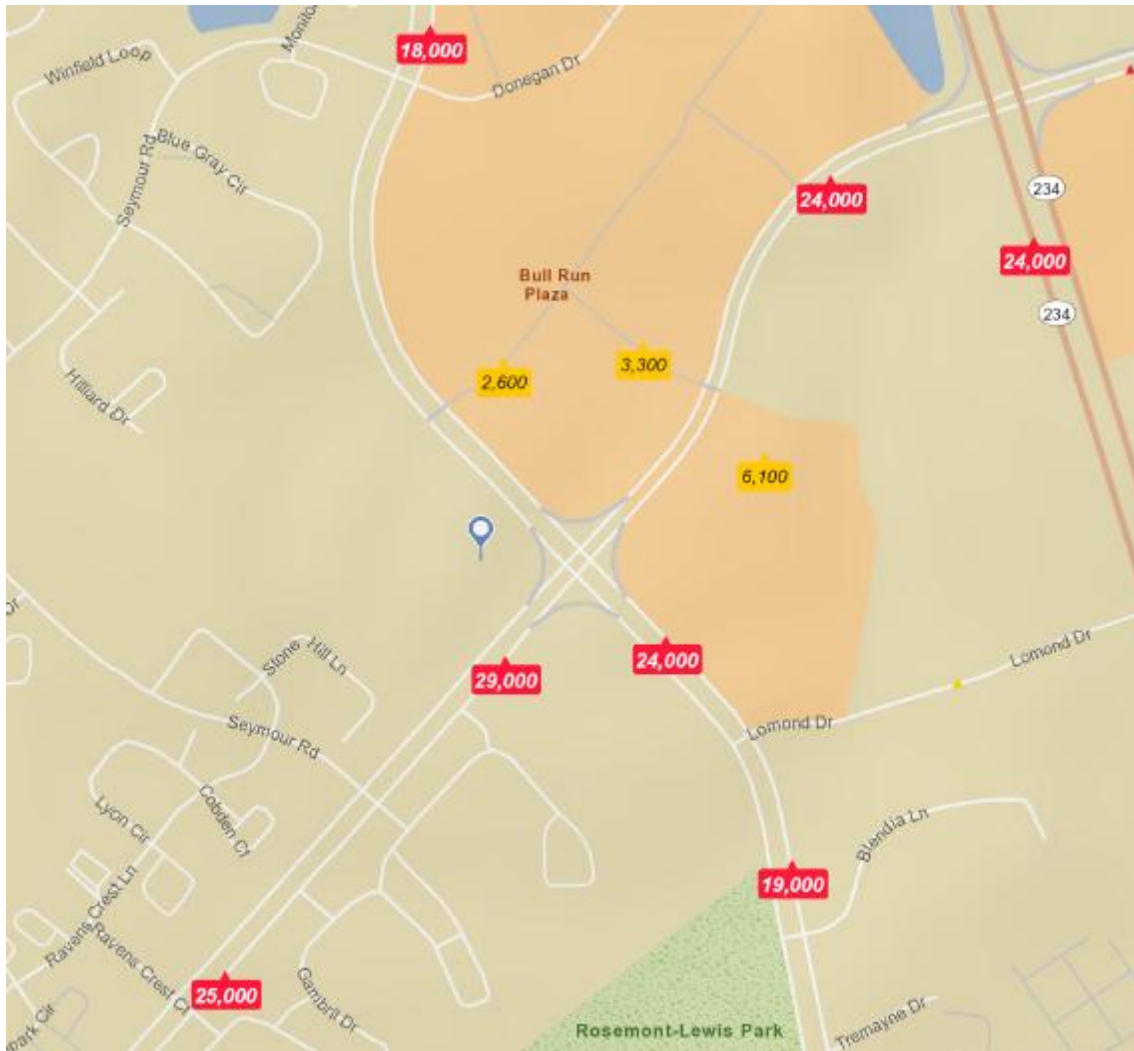 18,000
Winfield Loop
Donegan Dr
Blue Gray Cir
Seymour Rd
24,000
234
24,000
Bull Run
Plaza
234
3,300
2,600
Hilliard Dr
6,100
Stone Hill Ln
Lomond Dr
24,000
29,000
Seymour Rd
Lomond Dr
Lyon Cir
Cobden Ct
Blendia Ln
19,000
Ravens Crest Ln
Ravens Crest Ct
25,000
Gambril Dr
Rosemont-Lewis Park
Tremayne Dr